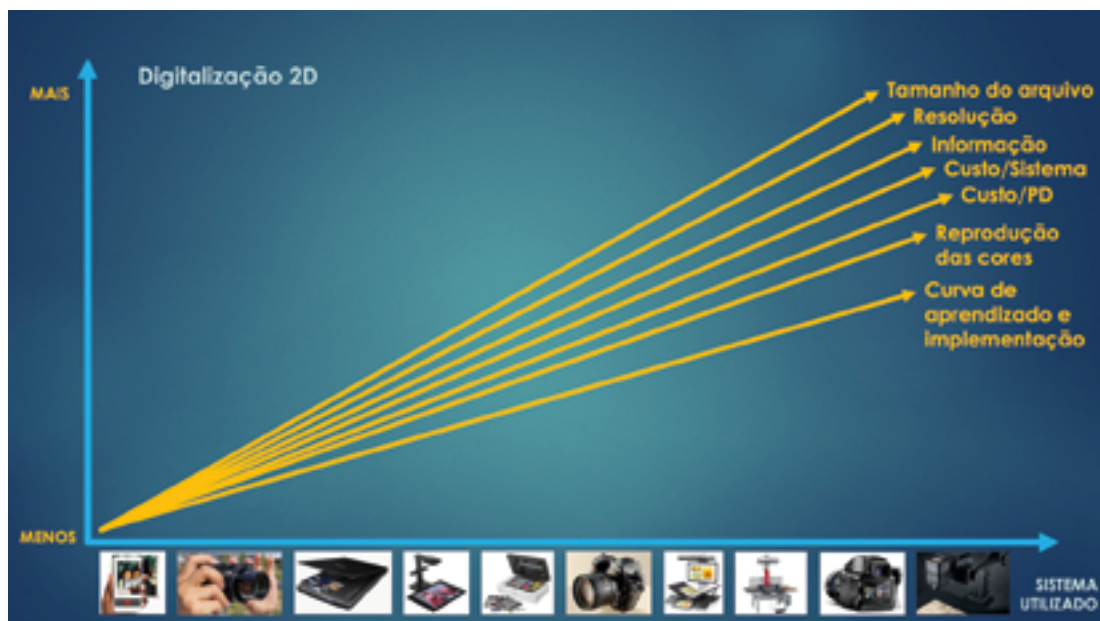 Digitalização 2D
MAIS
Tamanho do arquivo
Resolução
Informação
Custo/Sistema
Custo/PD
Reprodução
das cores
Curva de
aprendizado e
implementação
MENOS
SISTEMA
UTILIZADO